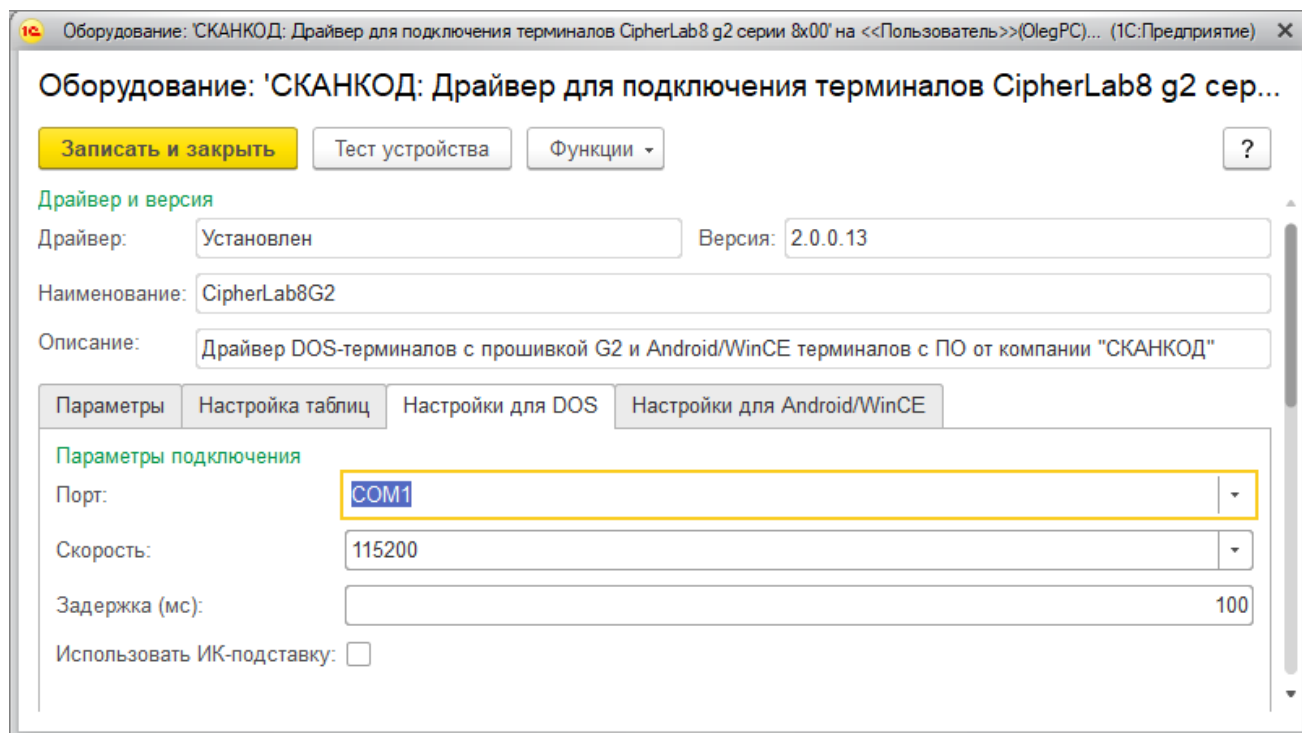 1С Оборудование: 'СКАНКОД: Драйвер для подключения терминалов CipherLab8 g2 серии 8x00' на <<Пользователь>>(OlegPC)... (1С:Предприятие)
Оборудование: 'СКАНКОД: Драйвер для подключения терминалов CipherLab8 g2 сер...
Записать и закрыть Тест устройства Функции ?
Драйвер и версия
Драйвер: Установлен Версия: 2.0.0.13
Наименование: CipherLab8G2
Описание: Драйвер DOS-терминалов с прошивкой G2 и Android/WinCE терминалов с ПО от компании "СКАНКОД"
Параметры Настройка таблиц Настройки для DOS Настройки для Android/WinCE
Параметры подключения
Порт: COM1
Скорость: 115200
Задержка (мс): 100
Использовать ИК-подставку: